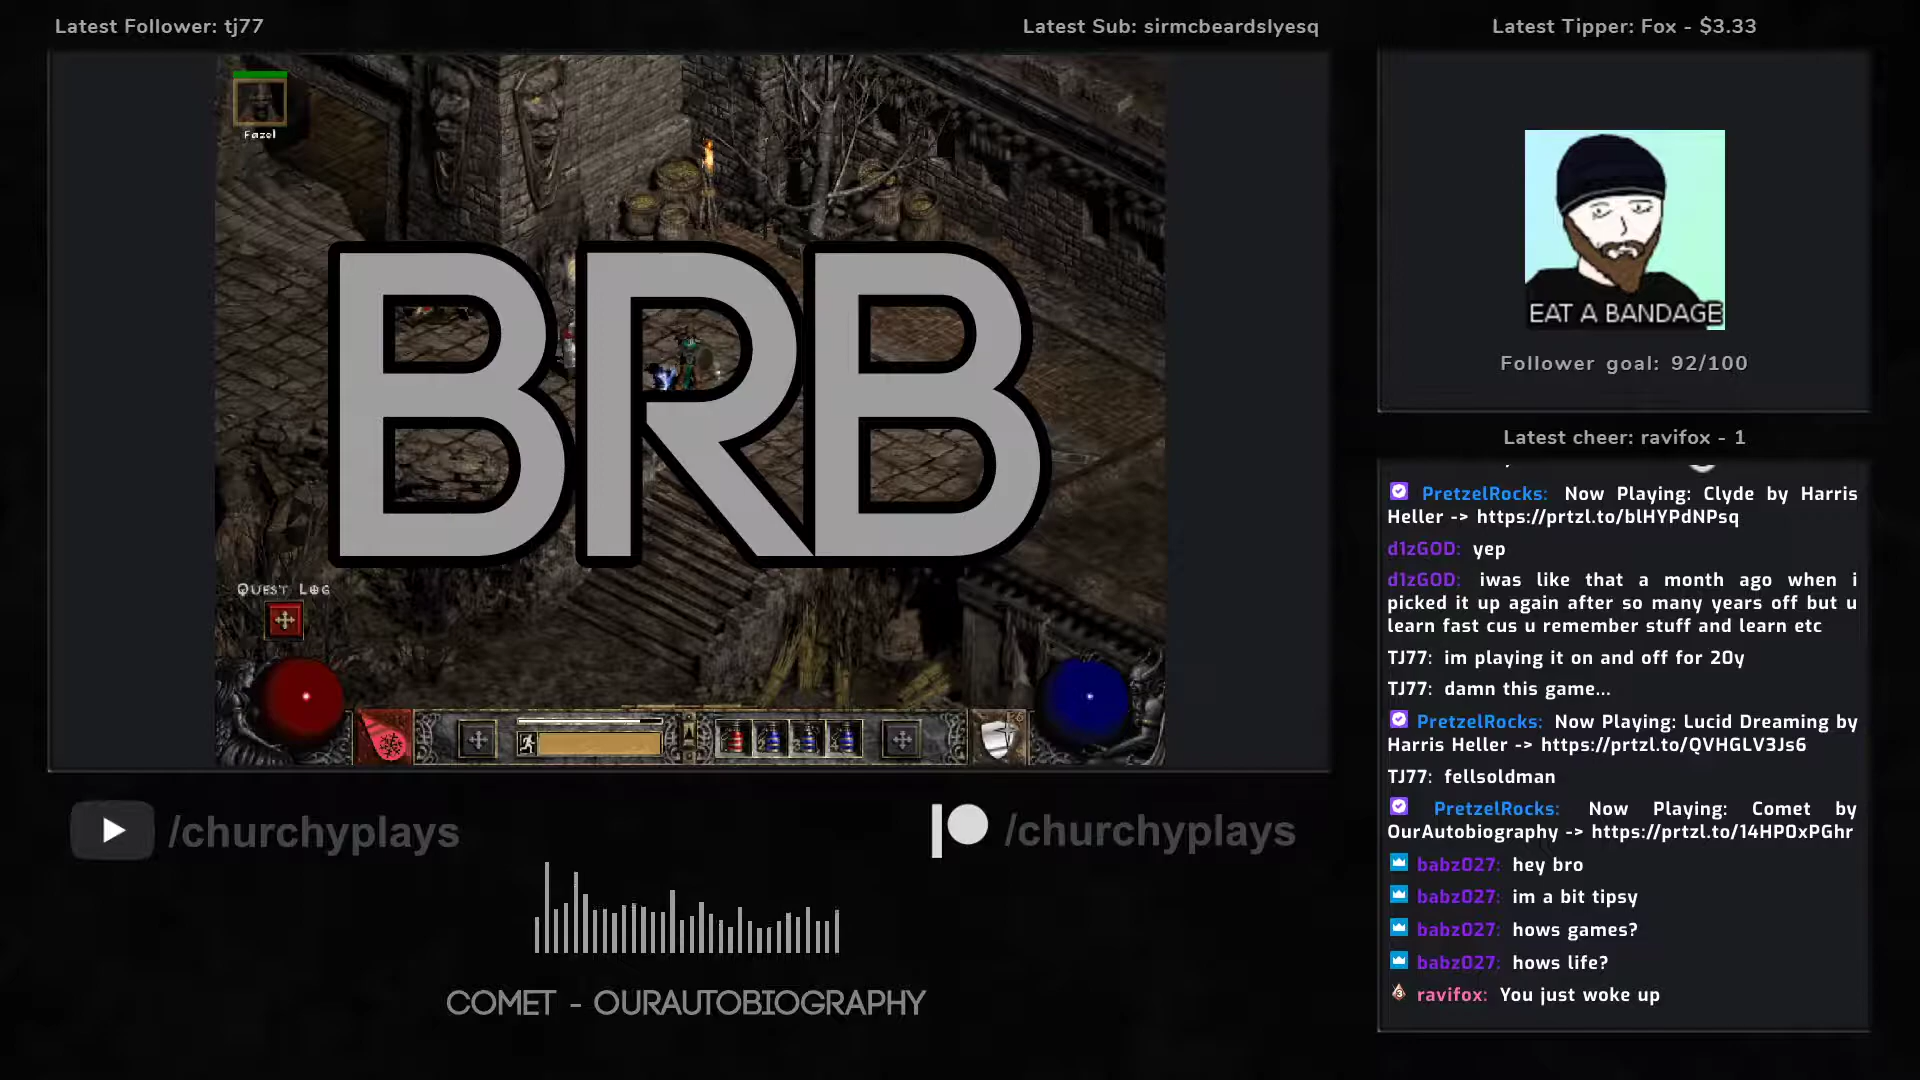 Latest Follower: tj77
Latest Sub: sirmcbeardslyesq
Latest Tipper: Fox - $3.33
Fazel
BRB
EAT A BANDAGE
Follower goal: 92/100
Latest cheer: ravifox - 1
PretzelRocks: Now Playing: Clyde by Harris
Heller -> https://prtzl.to/blHYPdNPsq
d1zGOD: yep
d1zGOD: iwas like that a month ago when i
picked it up again after so many years off but u
learn fast cus u remember stuff and learn etc
TJ77: im playing it on and off for 20y
TJ77: damn this game...
PretzelRocks: Now Playing: Lucid Dreaming by
Harris Heller -> https://prtzl.to/QVHGLV3Js6
TJ77: fellsoldman
PretzelRocks: Now Playing: Comet by
OurAutobiography -> https://prtzl.to/14HP0xPGhr
babz027: hey bro
babz027: im a bit tipsy
babz027: hows games?
babz027: hows life?
ravifox: You just woke up
Quest Log
F6
/churchyplays
/churchyplays
COMET - OURAUTOBIOGRAPHY